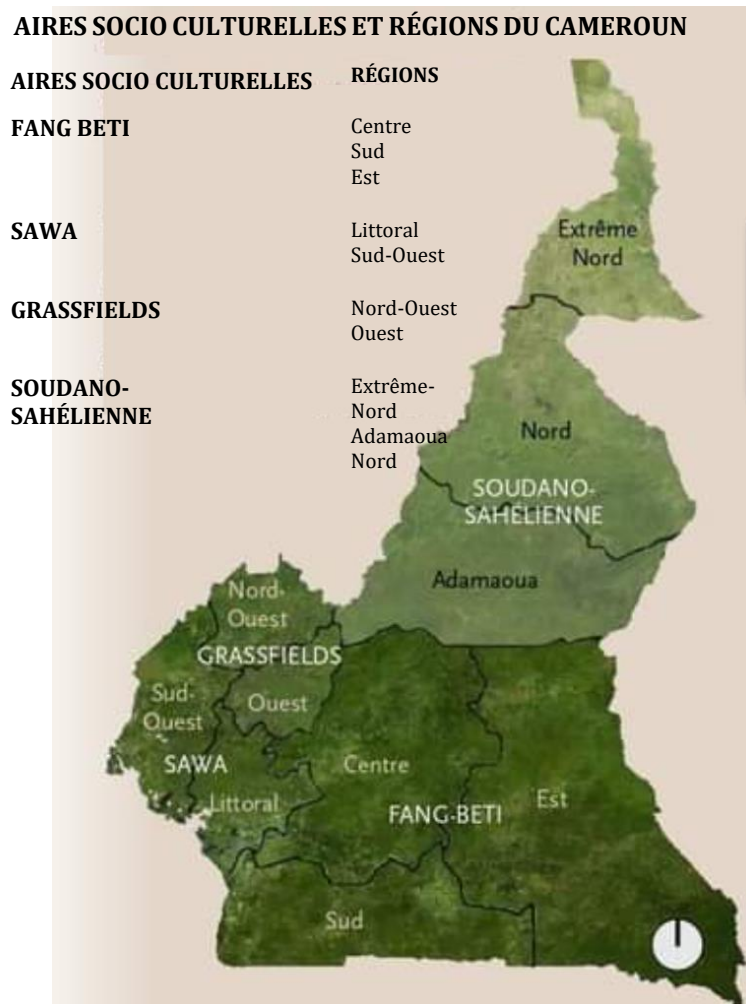 AIRES SOCIO CULTURELLES ET RÉGIONS DU CAMEROUN
AIRES SOCIO CULTURELLES
RÉGIONS
FANG BETI
Centre
Sud
Est
SAWA
Littoral
Sud-Ouest
GRASSFIELDS
Nord-Ouest
Ouest
SOUDANO-
SAHÉLIENNE
Extrême-
Nord
Adamaoua
Nord
Extrême
Nord
Nord
SOUDANO-
SAHÉLIENNE
Adamaoua
Nord-
Ouest
GRASSFIELDS
Ouest
Sud-
Ouest
SAWA
Littoral
Centre
FANG-BETI
Est
Sud